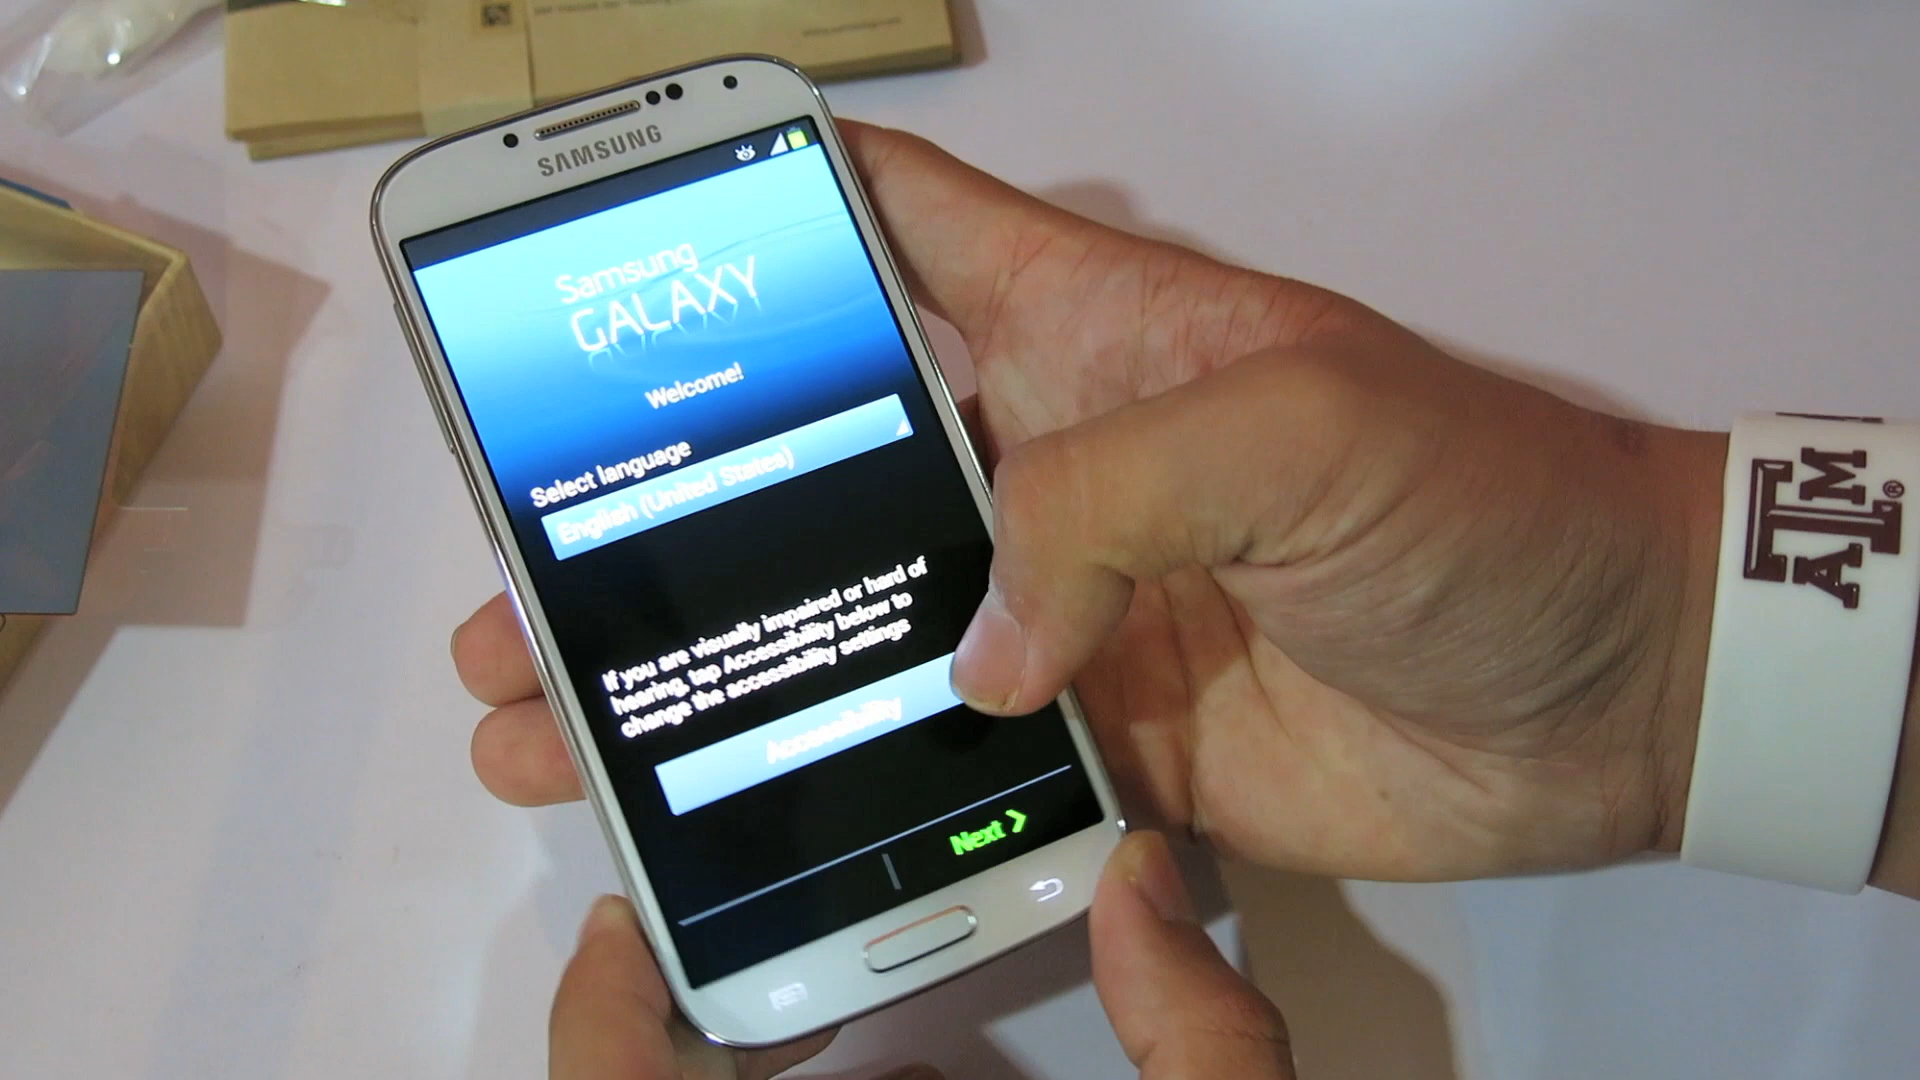 SAMSUNG
Samsung
GALAXY
Welcome!
Select language
English (United States)
If you are visually impaired or hard of
hearing, tap Accessibility below to
change the accessibility settings
Accessibility
Next
ATM®